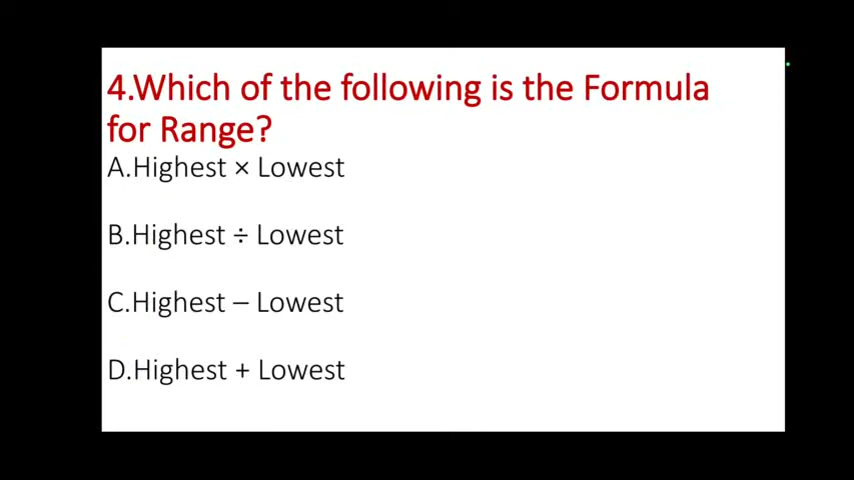 4.Which of the following is the Formula
for Range?
A.Highest × Lowest
B.Highest ÷ Lowest
C.Highest – Lowest
D.Highest + Lowest